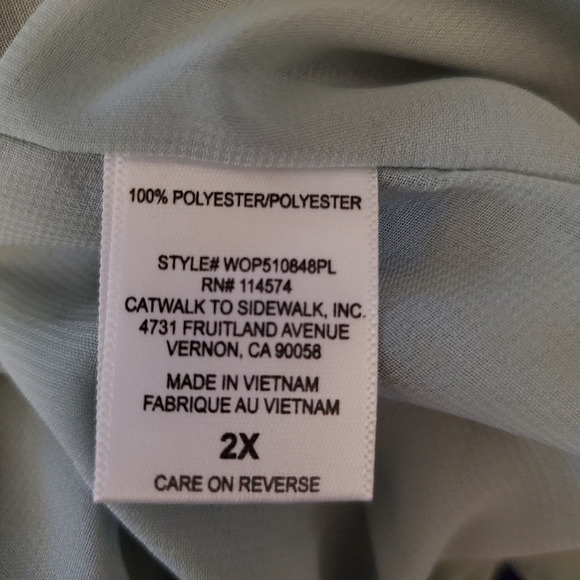 100% POLYESTER/POLYESTER
STYLE# WOP510848PL
RN# 114574
CATWALK TO SIDEWALK, INC.
4731 FRUITLAND AVENUE
VERNON, CA 90058
MADE IN VIETNAM
FABRIQUE AU VIETNAM
2X
CARE ON REVERSE